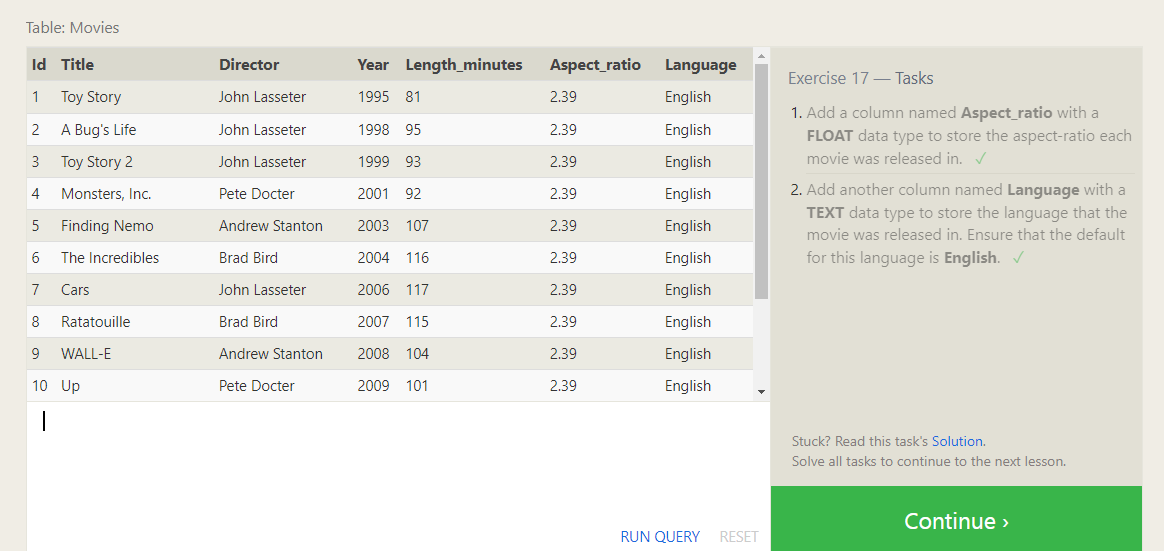 Table: Movies
Id Title Director Year Length_minutes Aspect_ratio Language
1 Toy Story John Lasseter 1995 81 2.39 English
2 A Bug's Life John Lasseter 1998 95 2.39 English
3 Toy Story 2 John Lasseter 1999 93 2.39 English
4 Monsters, Inc. Pete Docter 2001 92 2.39 English
5 Finding Nemo Andrew Stanton 2003 107 2.39 English
6 The Incredibles Brad Bird 2004 116 2.39 English
7 Cars John Lasseter 2006 117 2.39 English
8 Ratatouille Brad Bird 2007 115 2.39 English
9 WALL-E Andrew Stanton 2008 104 2.39 English
10 Up Pete Docter 2009 101 2.39 English
RUN QUERY RESET
Exercise 17 — Tasks
1. Add a column named Aspect_ratio with a
FLOAT data type to store the aspect-ratio each
movie was released in. ✓
2. Add another column named Language with a
TEXT data type to store the language that the
movie was released in. Ensure that the default
for this language is English. ✓
Stuck? Read this task's Solution.
Solve all tasks to continue to the next lesson.
Continue ›